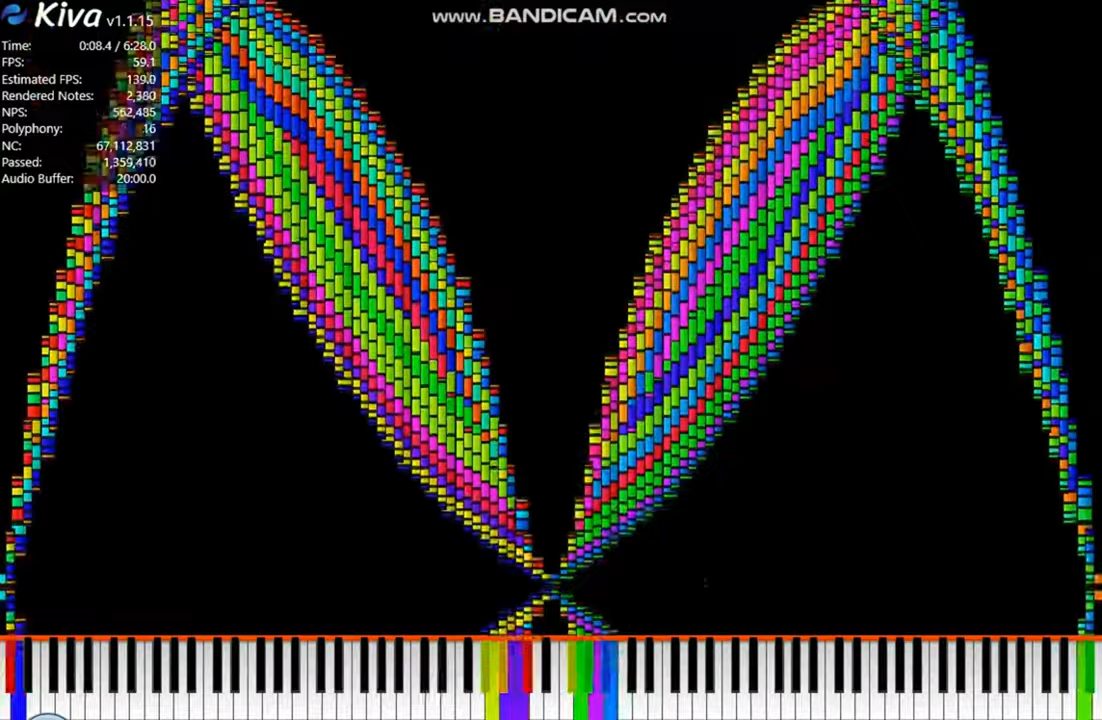 Kiva v1.1.15
www.BANDICAM.com
Time: 0:08.4 / 6:28.0
FPS: 59.1
Estimated FPS: 139.0
Rendered Notes: 2,380
NPS: 562,485
Polyphony: 16
NC: 67,112,831
Passed: 1,359,410
Audio Buffer: 20:00.0